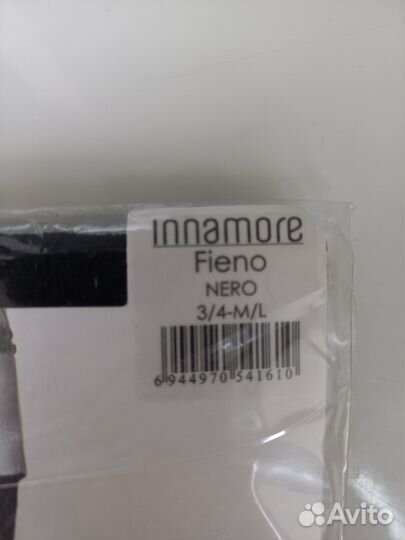 innamore
Fieno
NERO
3/4-M/L
6 944970 541610
Avito